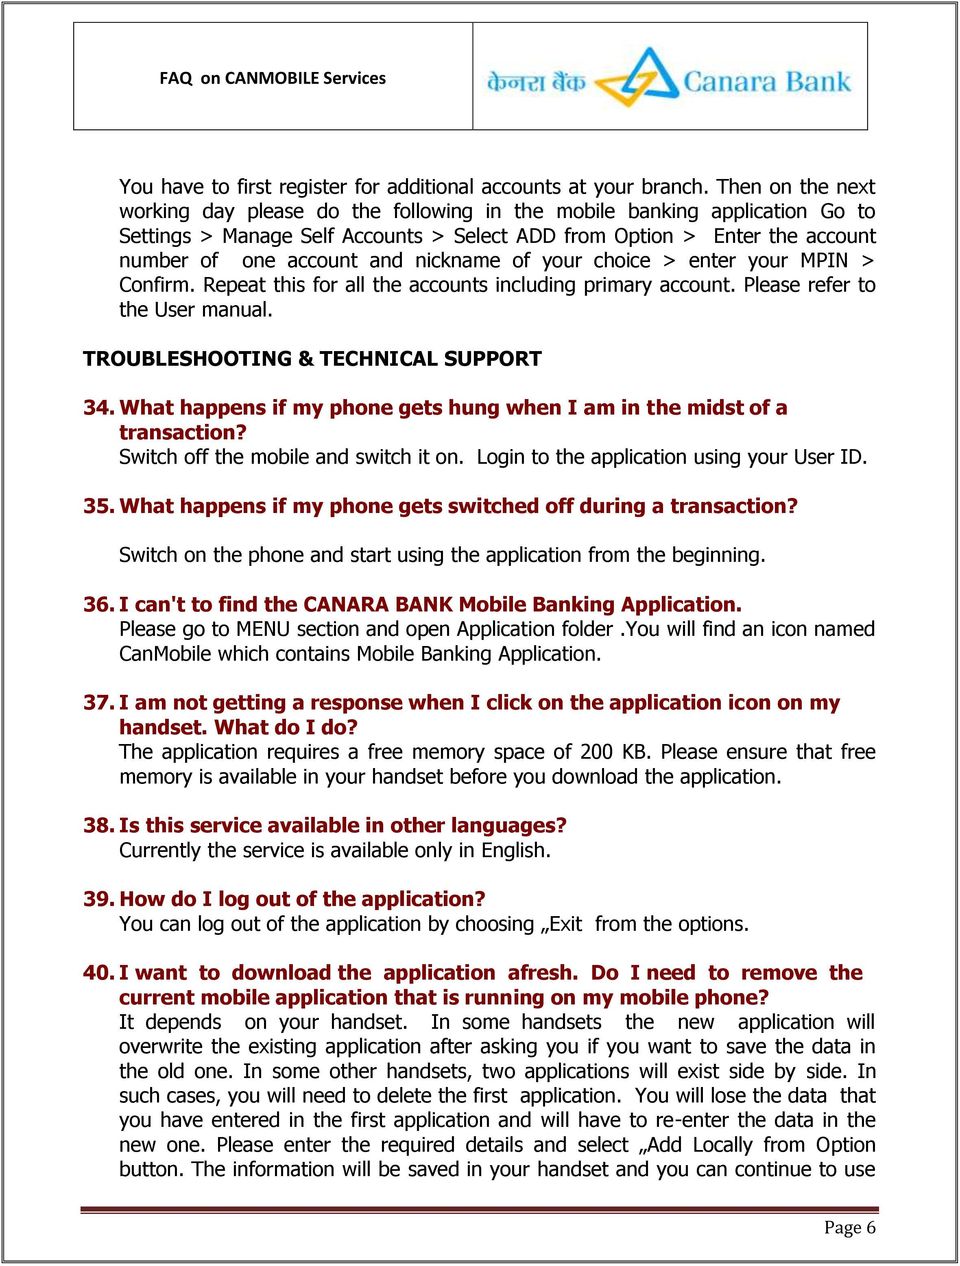 FAQ on CANMOBILE Services
केनरा बैंक Canara Bank
You have to first register for additional accounts at your branch. Then on the next
working day please do the following in the mobile banking application Go to
Settings > Manage Self Accounts > Select ADD from Option > Enter the account
number of one account and nickname of your choice > enter your MPIN >
Confirm. Repeat this for all the accounts including primary account. Please refer to
the User manual.
TROUBLESHOOTING & TECHNICAL SUPPORT
34. What happens if my phone gets hung when I am in the midst of a
transaction?
Switch off the mobile and switch it on. Login to the application using your User ID.
35. What happens if my phone gets switched off during a transaction?
Switch on the phone and start using the application from the beginning.
36. I can't to find the CANARA BANK Mobile Banking Application.
Please go to MENU section and open Application folder .You will find an icon named
CanMobile which contains Mobile Banking Application.
37. I am not getting a response when I click on the application icon on my
handset. What do I do?
The application requires a free memory space of 200 KB. Please ensure that free
memory is available in your handset before you download the application.
38. Is this service available in other languages?
Currently the service is available only in English.
39. How do I log out of the application?
You can log out of the application by choosing „Exit from the options.
40. I want to download the application afresh. Do I need to remove the
current mobile application that is running on my mobile phone?
It depends on your handset. In some handsets the new application will
overwrite the existing application after asking you if you want to save the data in
the old one. In some other handsets, two applications will exist side by side. In
such cases, you will need to delete the first application. You will lose the data that
you have entered in the first application and will have to re-enter the data in the
new one. Please enter the required details and select „Add Locally from Option
button. The information will be saved in your handset and you can continue to use
Page 6